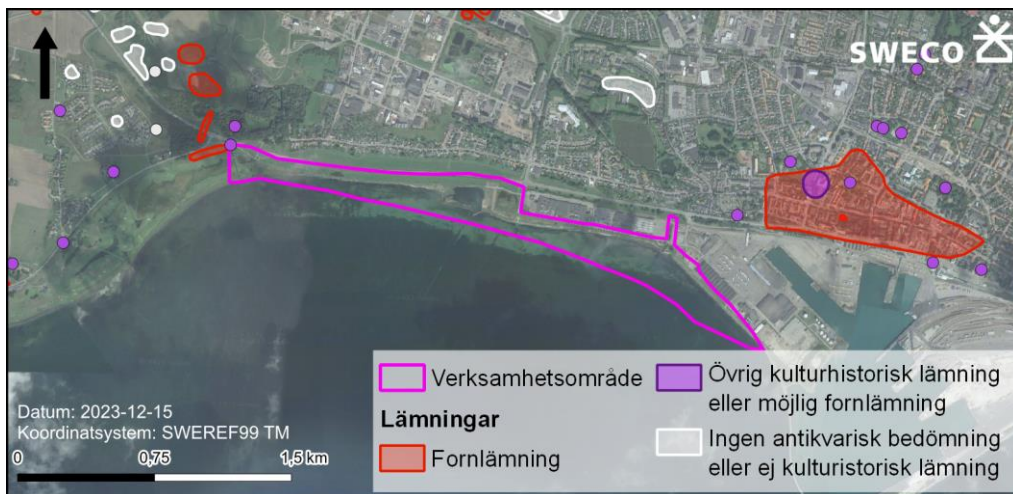 SWECO
Verksamhetsområde
Lämningar
Fornlämning
Övrig kulturhistorisk lämning
eller möjlig fornlämning
Ingen antikvarisk bedömning
eller ej kulturistorisk lämning
Datum: 2023-12-15
Koordinatsystem: SWEREF99 TM
0 0,75 1,5 km